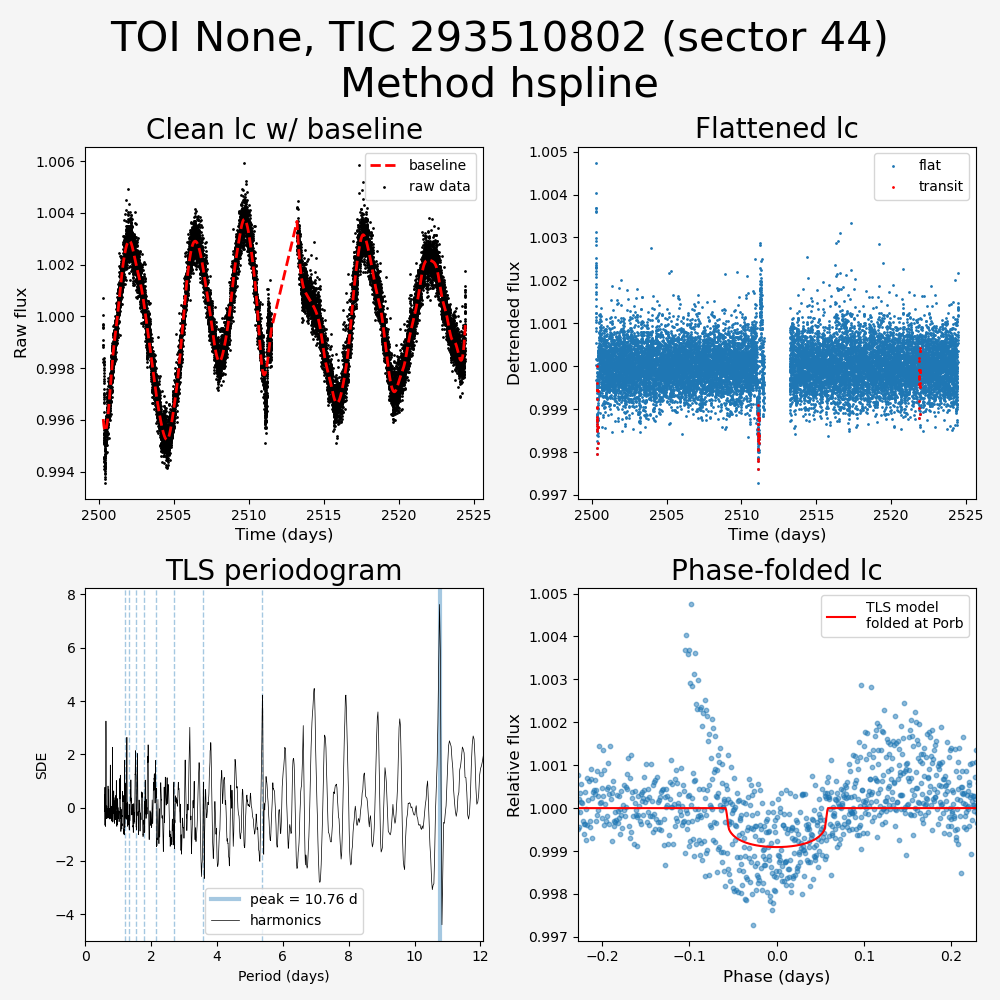 TOI None, TIC 293510802 (sector 44)
Method hspline
Clean lc w/ baseline
Raw flux
1.006
1.004
1.002
1.000
0.998
0.996
0.994
baseline
raw data
2500
2505
2510
2515
2520
2525
Time (days)
Flattened lc
Detrended flux
1.005
1.004
1.003
1.002
1.001
1.000
0.999
0.998
0.997
flat
transit
2500
2505
2510
2515
2520
2525
Time (days)
TLS periodogram
SDE
8
6
4
2
0
−2
−4
peak = 10.76 d
harmonics
0
2
4
6
8
10
12
Period (days)
Phase-folded lc
Relative flux
1.005
1.004
1.003
1.002
1.001
1.000
0.999
0.998
0.997
TLS model
folded at Porb
−0.2
−0.1
0.0
0.1
0.2
Phase (days)